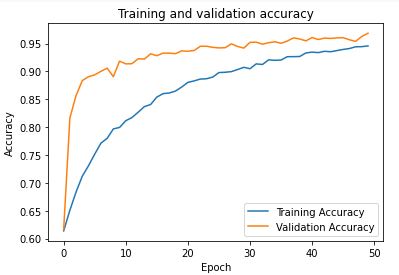 Training and validation accuracy
Accuracy
0.95
0.90
0.85
0.80
0.75
0.70
0.65
0.60
Training Accuracy
Validation Accuracy
0 10 20 30 40 50
Epoch